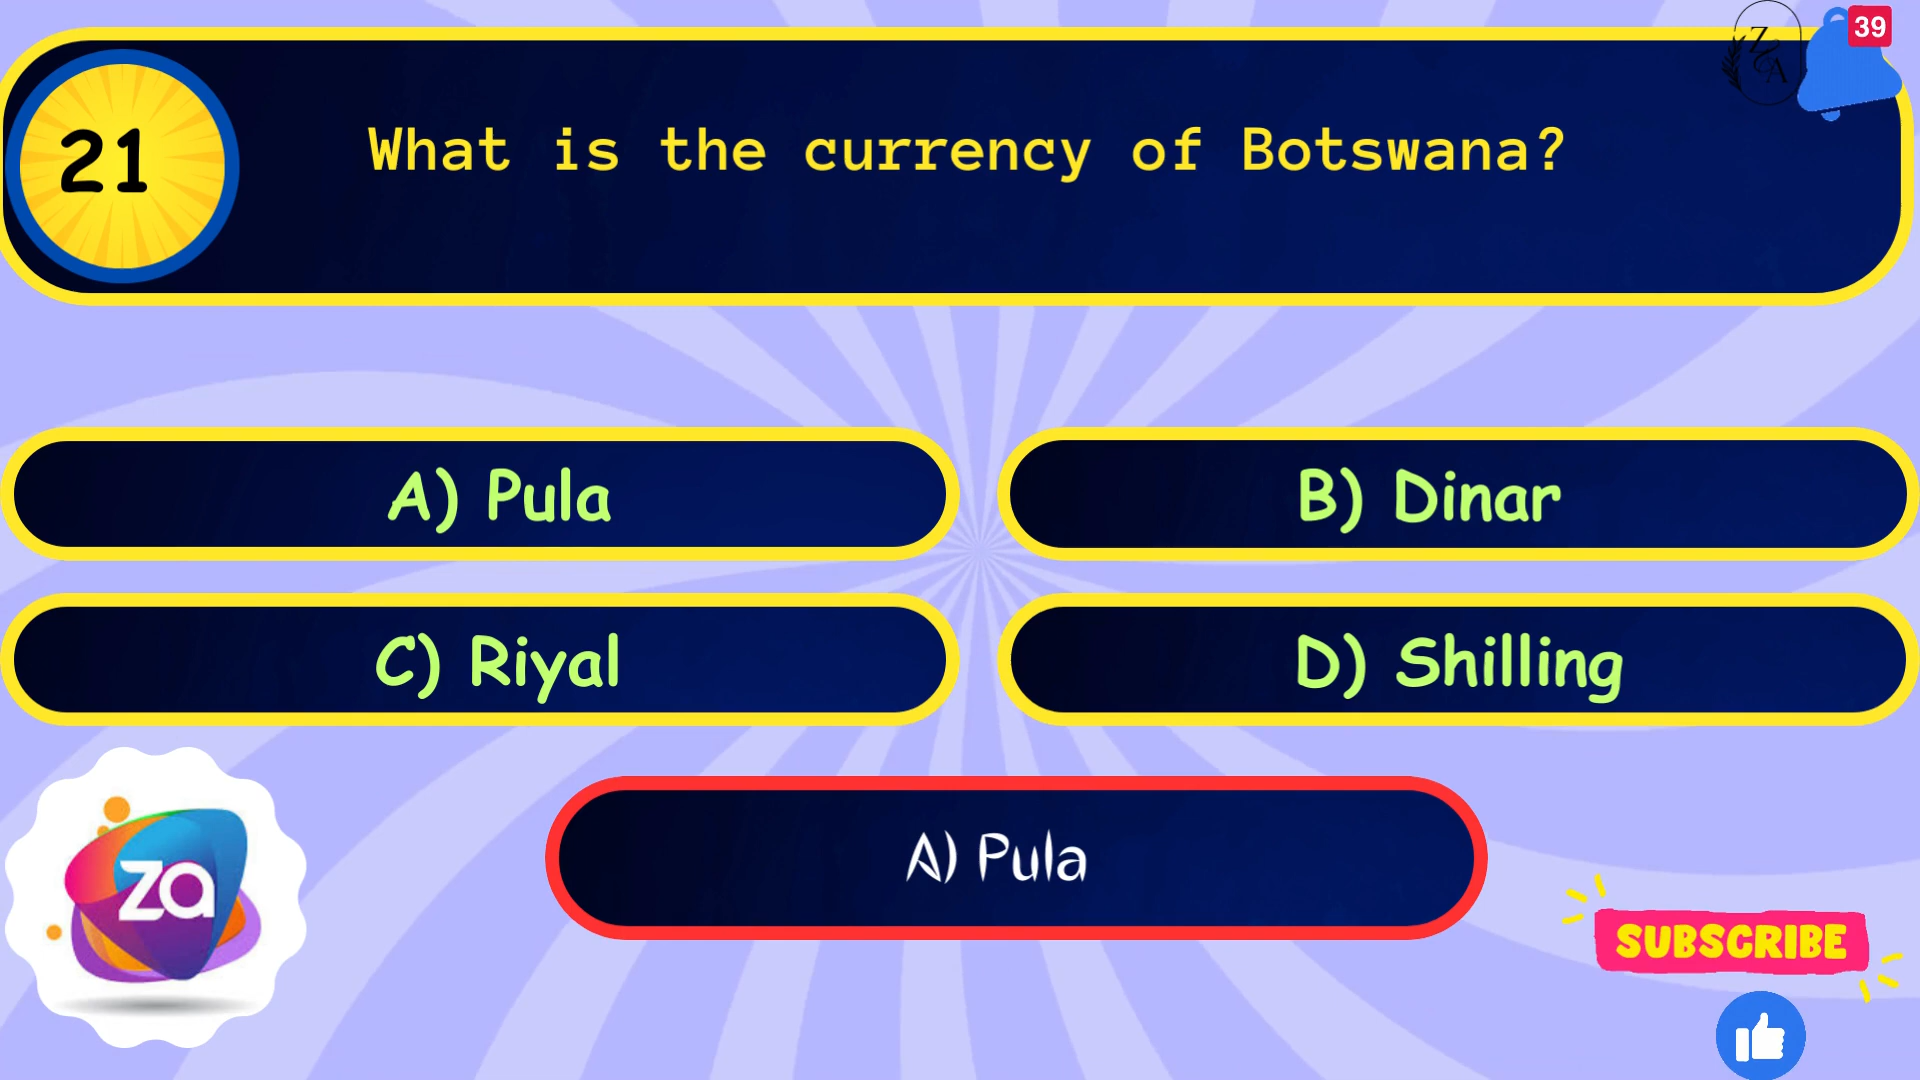 39
Z
A
21
What is the currency of Botswana?
A) Pula
B) Dinar
C) Riyal
D) Shilling
za
A) Pula
SUBSCRIBE